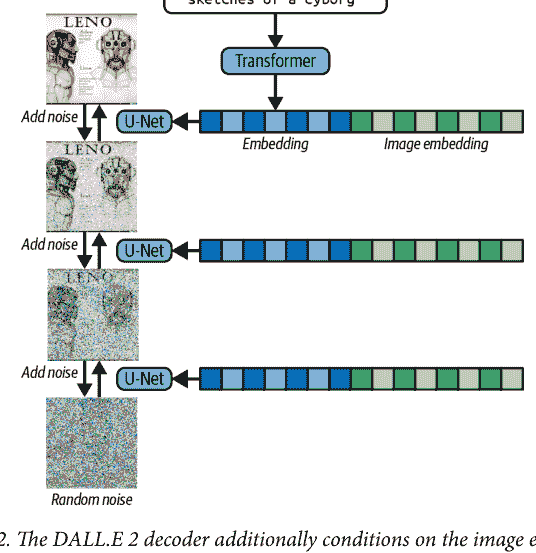 sketches of a cyborg"
LENO
Transformer
Add noise
U-Net
Embedding
Image embedding
LENO
Add noise
U-Net
LENO
Add noise
U-Net
Random noise
2. The DALL.E 2 decoder additionally conditions on the image e